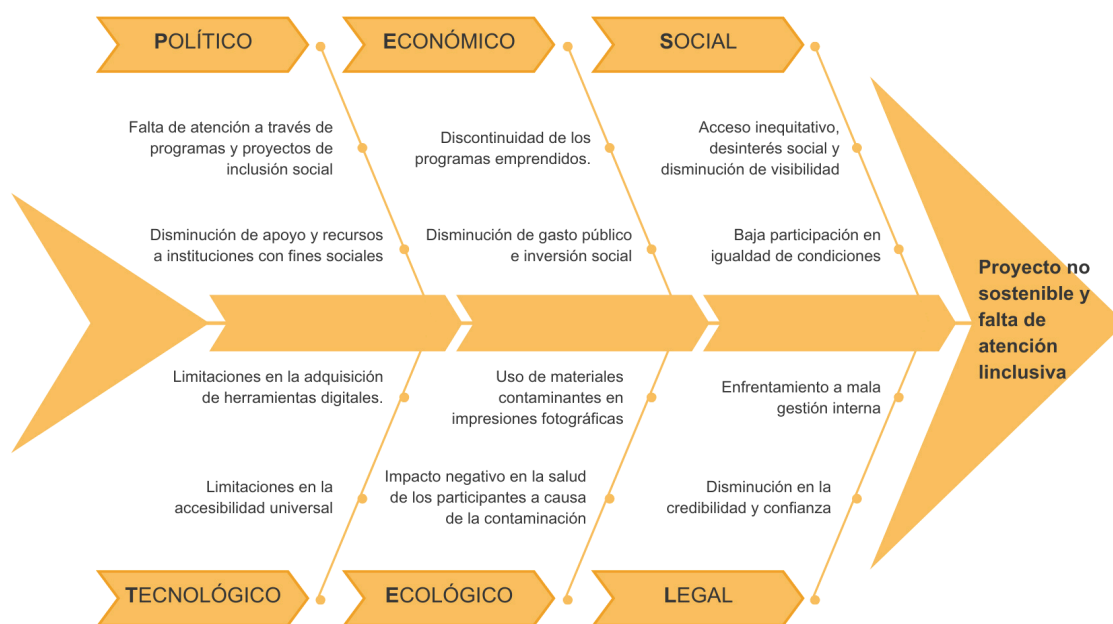 POLÍTICO
ECONÓMICO
SOCIAL
Falta de atención a través de
programas y proyectos de
inclusión social
Discontinuidad de los
programas emprendidos.
Acceso inequitativo,
desinterés social y
disminución de visibilidad
Disminución de apoyo y recursos
a instituciones con fines sociales
Disminución de gasto público
e inversión social
Baja participación en
igualdad de condiciones
Proyecto no
sostenible y
falta de
atención
linclusiva
Limitaciones en la adquisición
de herramientas digitales.
Uso de materiales
contaminantes en
impresiones fotográficas
Enfrentamiento a mala
gestión interna
Limitaciones en la
accesibilidad universal
Impacto negativo en la salud
de los participantes a causa
de la contaminación
Disminución en la
credibilidad y confianza
TECNOLÓGICO
ECOLÓGICO
LEGAL